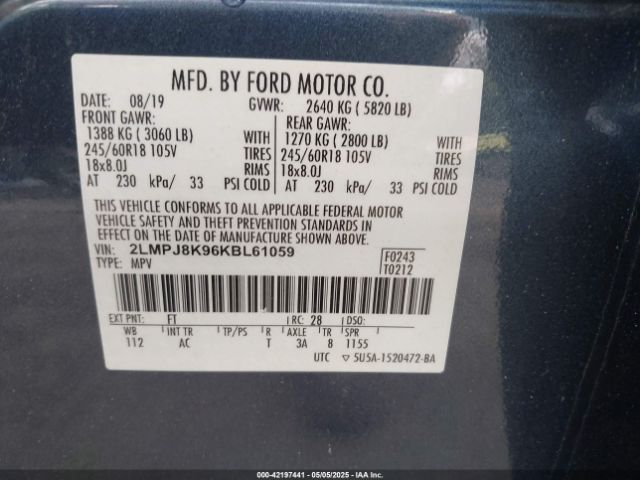 MFD. BY FORD MOTOR CO.
DATE: 08/19 GVWR: 2640 KG ( 5820 LB)
FRONT GAWR: REAR GAWR:
1388 KG ( 3060 LB) WITH 1270 KG ( 2800 LB) WITH
245/60R18 105V TIRES 245/60R18 105V TIRES
18x8.0J RIMS 18x8.0J RIMS
AT 230 kPa/ 33 PSI COLD AT 230 kPa/ 33 PSI COLD
THIS VEHICLE CONFORMS TO ALL APPLICABLE FEDERAL MOTOR
VEHICLE SAFETY AND THEFT PREVENTION STANDARDS
IN EFFECT ON THE DATE OF MANUFACTURE SHOWN ABOVE.
VIN: 2LMPJ8K96KBL61059 F0243
TYPE: MPV T0212
EXT PNT: FT RC: 28 DSO:
WB INT TR TP/PS R AXLE TR SPR
112 AC T 3A 8 1155
UTC ▽ 5U5A-1520472-BA
000-42197441 - 05/05/2025 - IAA Inc.